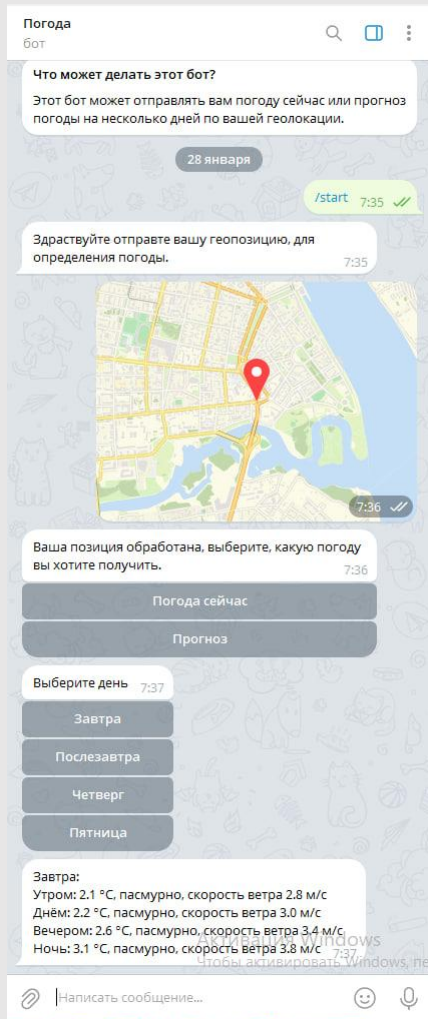 Погода
бот
Что может делать этот бот?
Этот бот может отправлять вам погоду сейчас или прогноз
погоды на несколько дней по вашей геолокации.
28 января
/start 7:35
Здраствуйте отправте вашу геопозицию, для
определения погоды.
7:35
7:36
Ваша позиция обработана, выберите, какую погоду
вы хотите получить.
7:36
Погода сейчас
Прогноз
Выберите день 7:37
Завтра
Послезавтра
Четверг
Пятница
Завтра:
Утром: 2.1 °C, пасмурно, скорость ветра 2.8 м/с
Днём: 2.2 °C, пасмурно, скорость ветра 3.0 м/с
Вечером: 2.6 °C, пасмурно, скорость ветра 3.4 м/с
Ночь: 3.1 °C, пасмурно, скорость ветра 3.8 м/с
7:37
Активация Windows
Чтобы активировать Windows, пе
Написать сообщение...